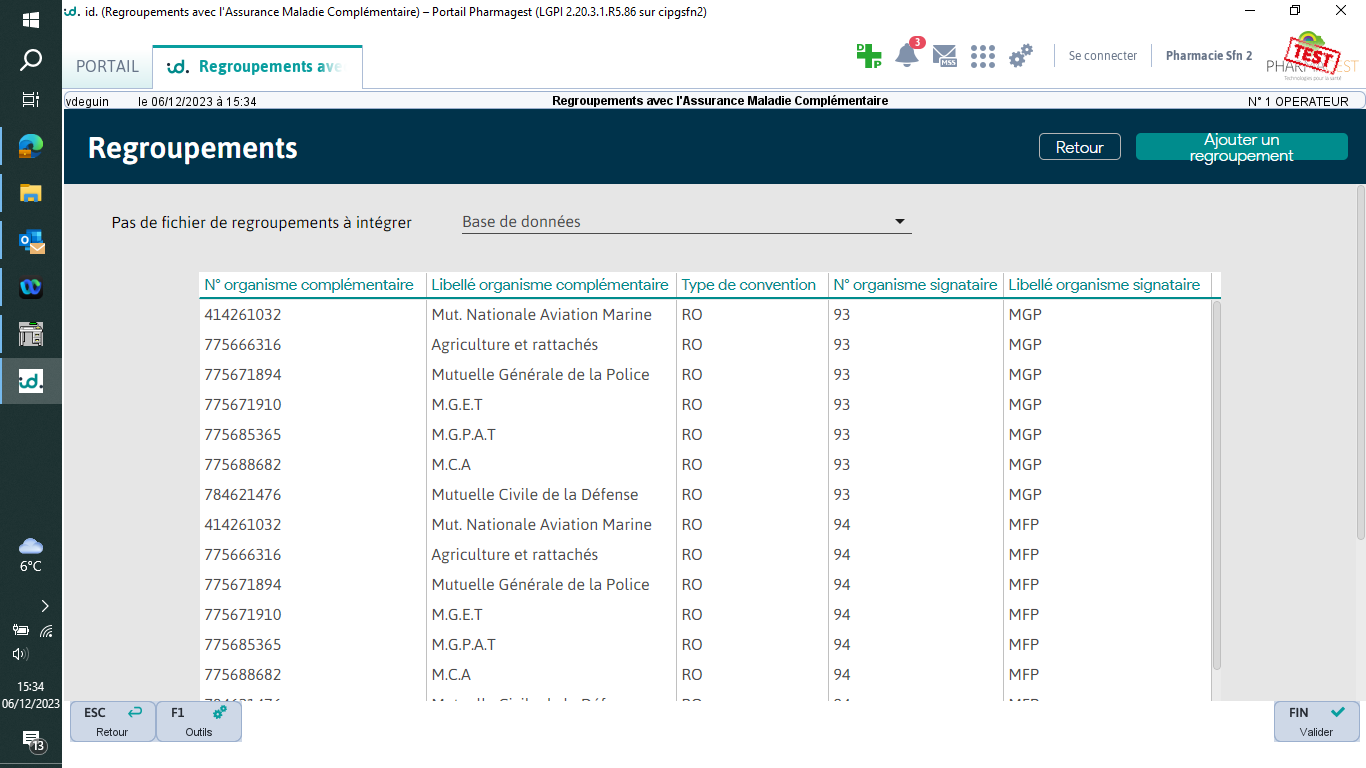 id. (Regroupements avec l'Assurance Maladie Complémentaire) – Portail Pharmagest (LGPI 2.20.3.1.R5.86 sur cipgsfn2)
PORTAIL
id. Regroupements ave
3
MSS
Se connecter
Pharmacie Sfn 2
TEST
vdeguin le 06/12/2023 à 15:34 Regroupements avec l'Assurance Maladie Complémentaire N° 1 OPERATEUR
Regroupements
Retour
Ajouter un
regroupement
Pas de fichier de regroupements à intégrer Base de données
N° organisme complémentaire Libellé organisme complémentaire Type de convention N° organisme signataire Libellé organisme signataire
414261032 Mut. Nationale Aviation Marine RO 93 MGP
775666316 Agriculture et rattachés RO 93 MGP
775671894 Mutuelle Générale de la Police RO 93 MGP
775671910 M.G.E.T RO 93 MGP
775685365 M.G.P.A.T RO 93 MGP
775688682 M.C.A RO 93 MGP
784621476 Mutuelle Civile de la Défense RO 93 MGP
414261032 Mut. Nationale Aviation Marine RO 94 MFP
775666316 Agriculture et rattachés RO 94 MFP
775671894 Mutuelle Générale de la Police RO 94 MFP
775671910 M.G.E.T RO 94 MFP
775685365 M.G.P.A.T RO 94 MFP
775688682 M.C.A RO 94 MFP
ESC
Retour
F1
Outils
FIN
Valider
6°C
15:34
06/12/2023
13